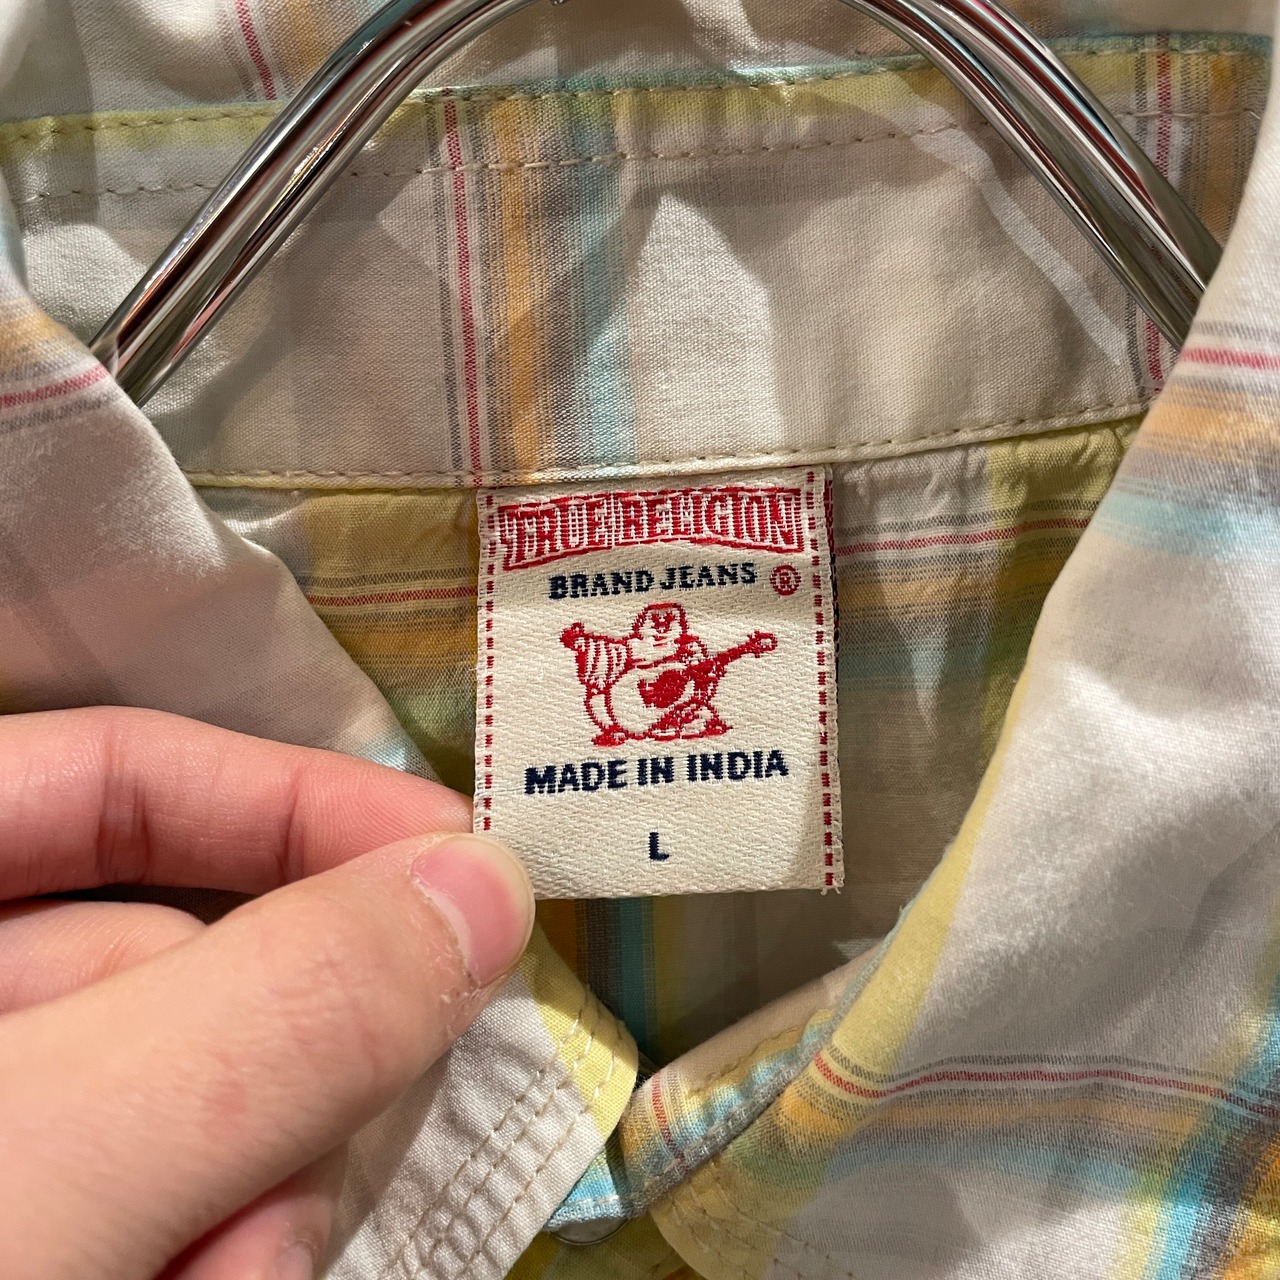 TRUE RELIGION
BRAND JEANS ®
MADE IN INDIA
L